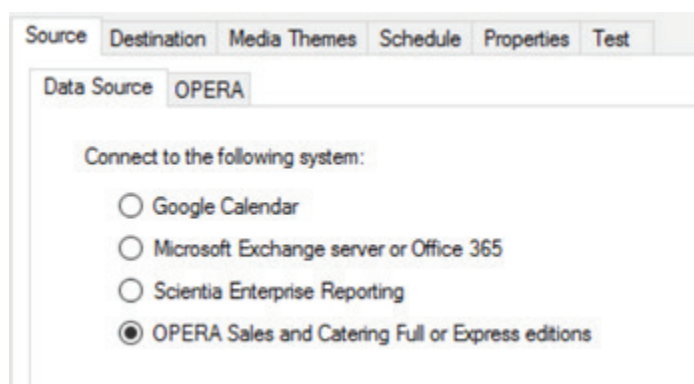 Source Destination Media Themes Schedule Properties Test
Data Source OPERA
Connect to the following system:
Google Calendar
Microsoft Exchange server or Office 365
Scientia Enterprise Reporting
OPERA Sales and Catering Full or Express editions